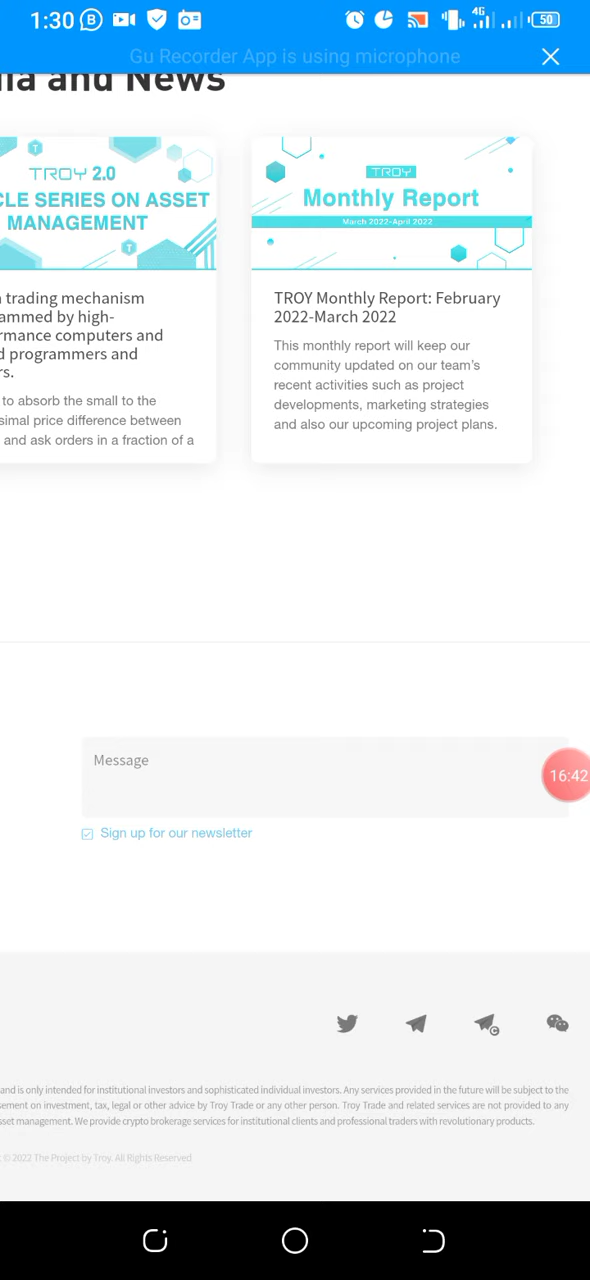 1:30
4G
50
Gu Recorder App is using microphone
ia and News
TROY 2.0
CLE SERIES ON ASSET
MANAGEMENT
T
T
TROY
Monthly Report
March 2022-April 2022
trading mechanism
ammed by high-
rmance computers and
d programmers and
rs.
to absorb the small to the
simal price difference between
and ask orders in a fraction of a
TROY Monthly Report: February
2022-March 2022
This monthly report will keep our
community updated on our team's
recent activities such as project
developments, marketing strategies
and also our upcoming project plans.
Message
16:42
Sign up for our newsletter
and is only intended for institutional investors and sophisticated individual investors. Any services provided in the future will be subject to the
sement on investment, tax, legal or other advice by Troy Trade or any other person. Troy Trade and related services are not provided to any
sset management. We provide crypto brokerage services for institutional clients and professional traders with revolutionary products.
© 2022 The Project by Troy. All Rights Reserved